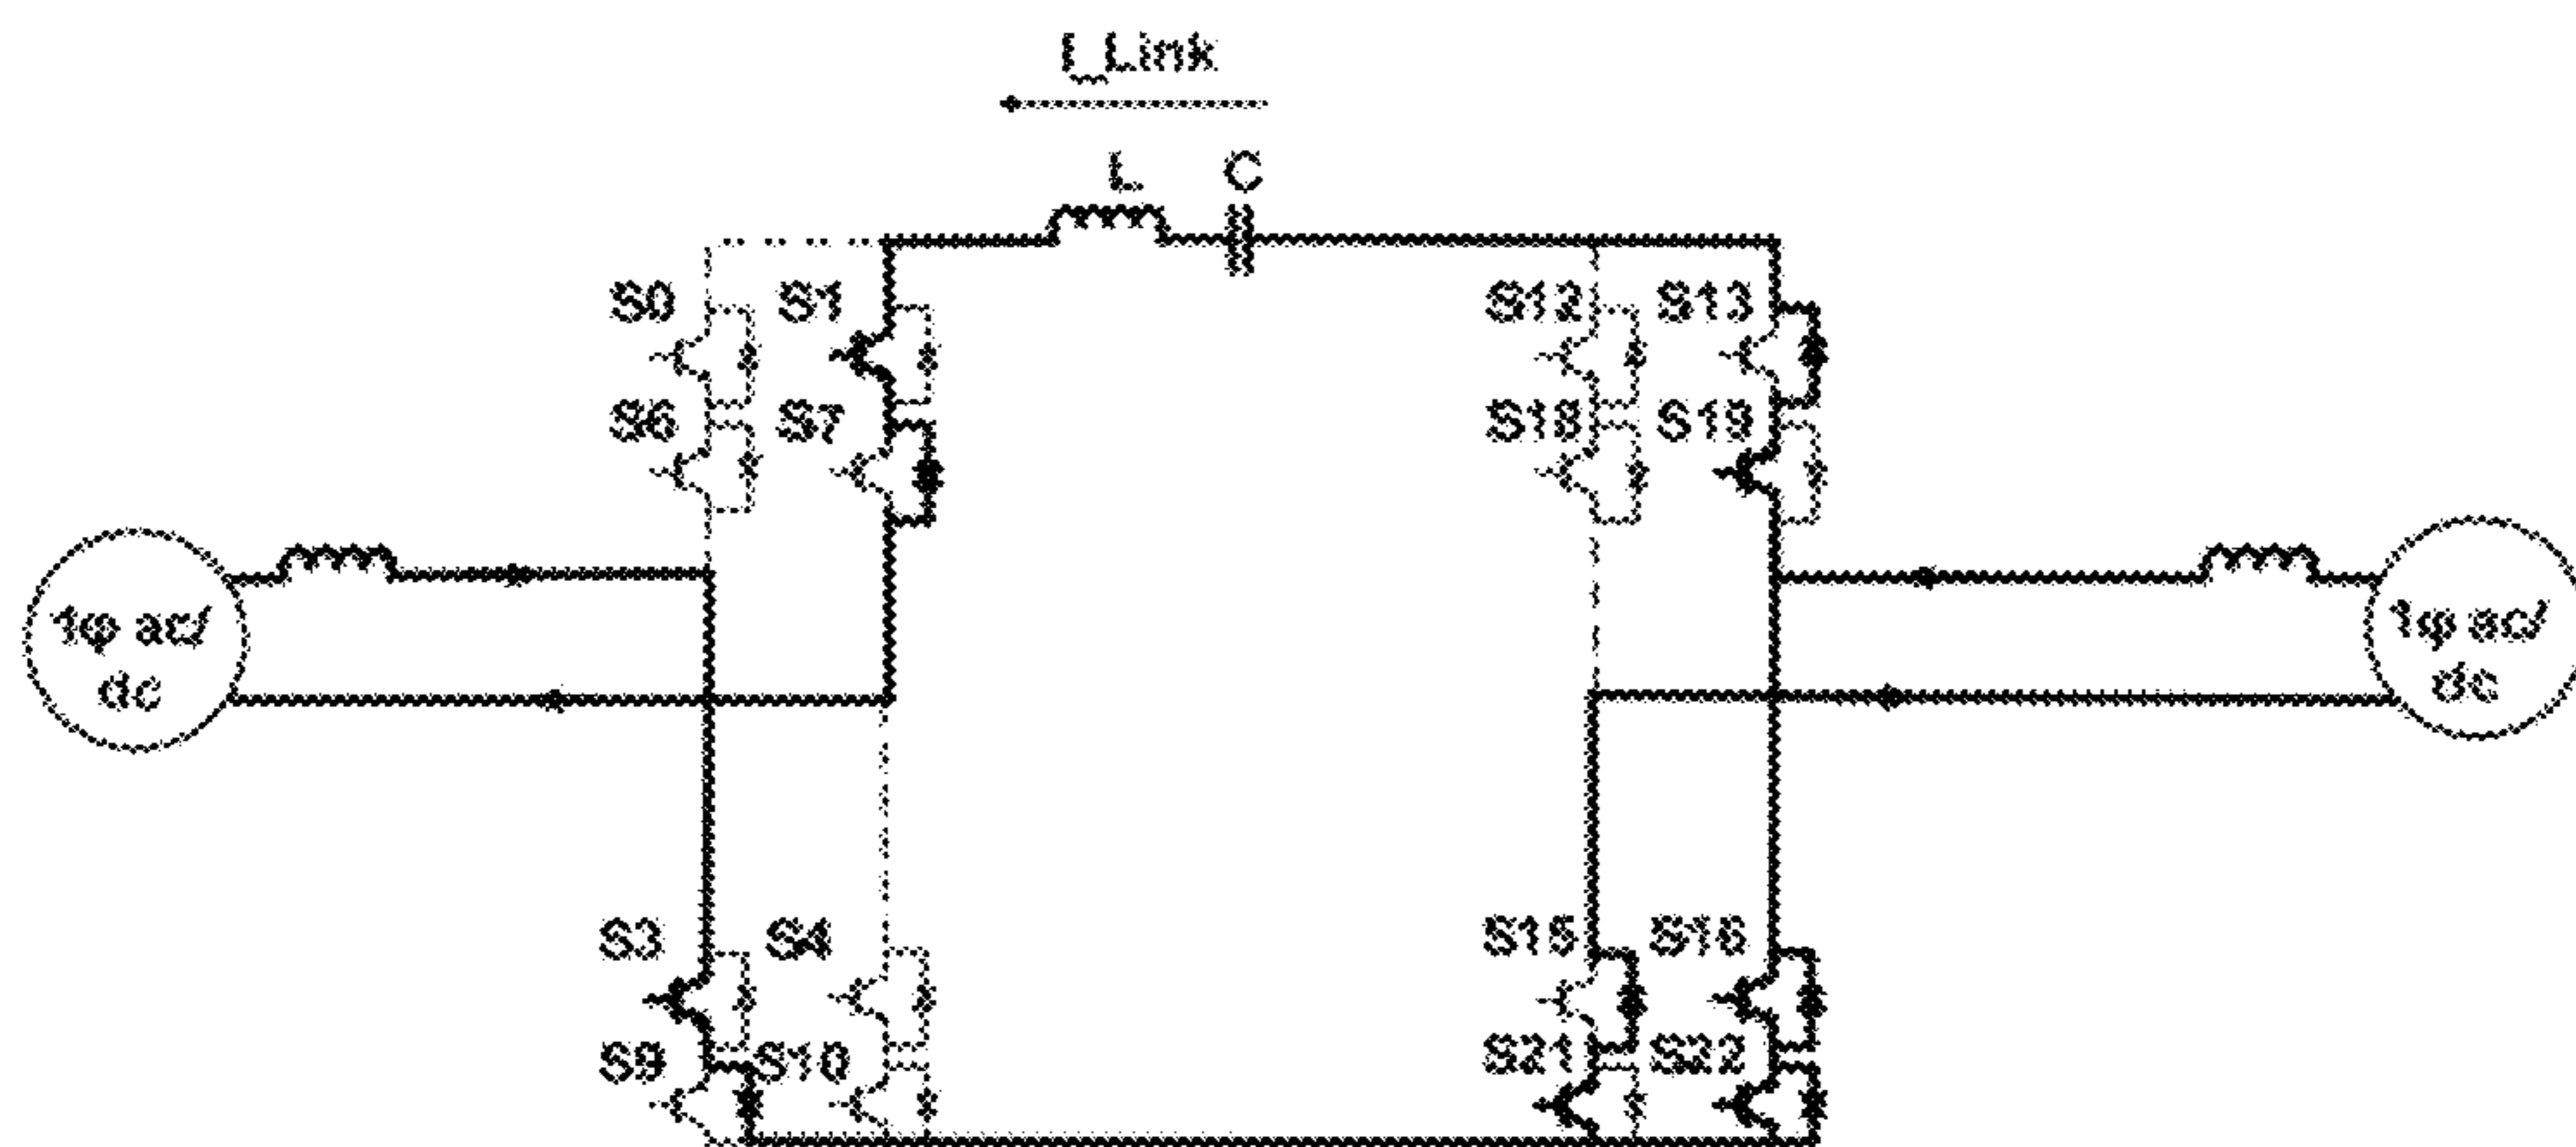 I_Link
L C
S0 S1 S12 S13
S6 S7 S18 S19
1φ ac/
dc
1φ ac/
dc
S3 S4 S15 S16
S9 S10 S21 S22